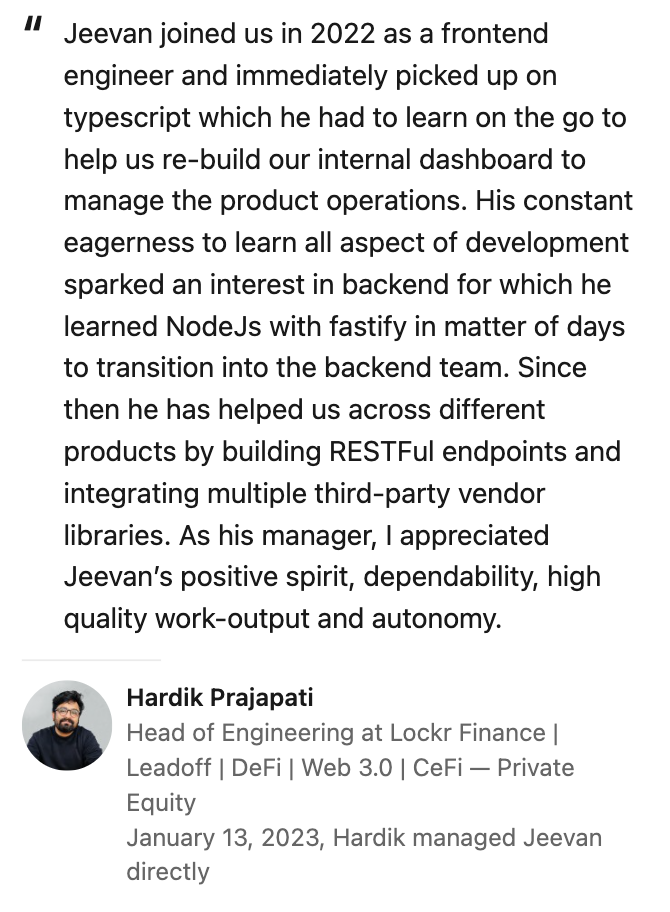 “ Jeevan joined us in 2022 as a frontend
engineer and immediately picked up on
typescript which he had to learn on the go to
help us re-build our internal dashboard to
manage the product operations. His constant
eagerness to learn all aspect of development
sparked an interest in backend for which he
learned NodeJs with fastify in matter of days
to transition into the backend team. Since
then he has helped us across different
products by building RESTFul endpoints and
integrating multiple third-party vendor
libraries. As his manager, I appreciated
Jeevan’s positive spirit, dependability, high
quality work-output and autonomy.
Hardik Prajapati
Head of Engineering at Lockr Finance |
Leadoff | DeFi | Web 3.0 | CeFi — Private
Equity
January 13, 2023, Hardik managed Jeevan
directly